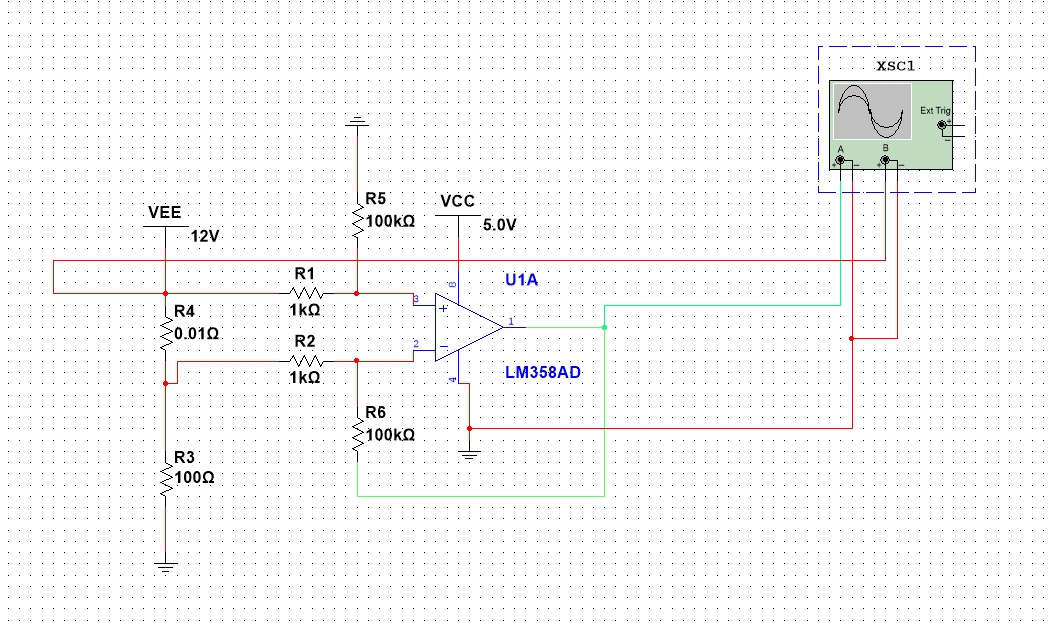 XSC1
Ext Trig
+
−
A
B
+ − + −
R5
100kΩ
VCC
5.0V
VEE
12V
R1
1kΩ
U1A
8
3
+
1
R4
0.01Ω
R2
1kΩ
2
−
4
LM358AD
R6
100kΩ
R3
100Ω